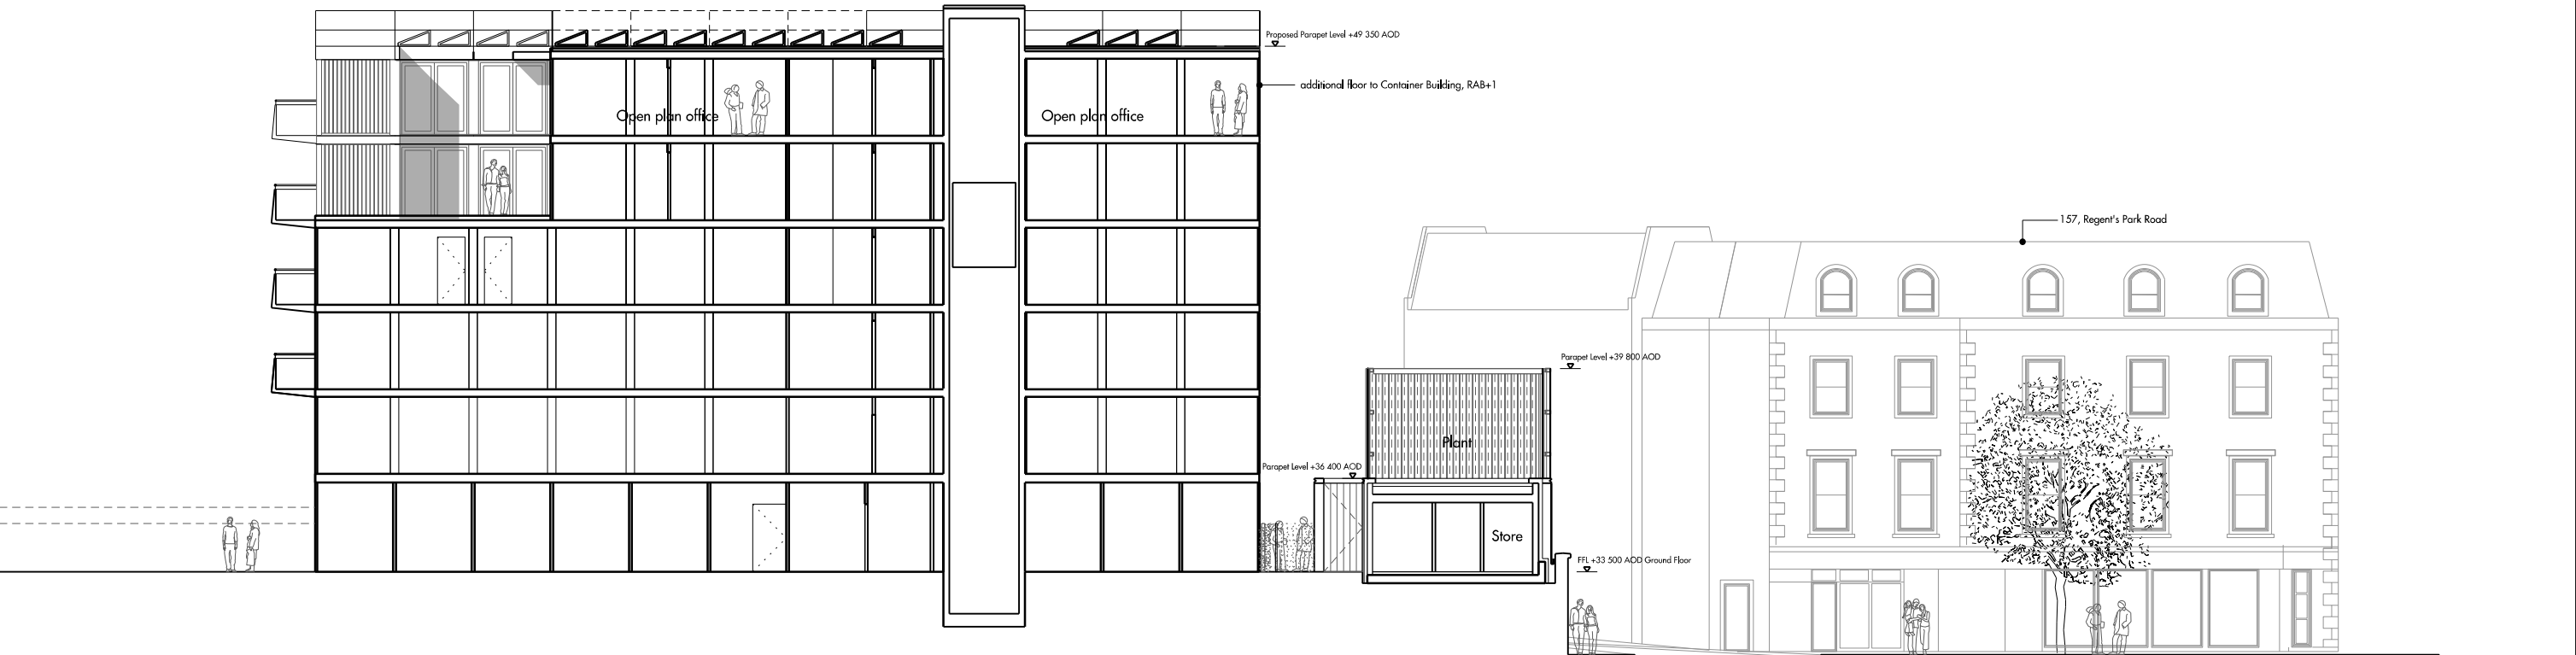 Proposed Parapet Level +49 350 AOD
additional floor to Container Building, RAB+1
Open plan office
Open plan office
157, Regent's Park Road
Parapet Level +39 800 AOD
Plant
Parapet Level +36 400 AOD
Store
FFL +33 500 AOD Ground Floor